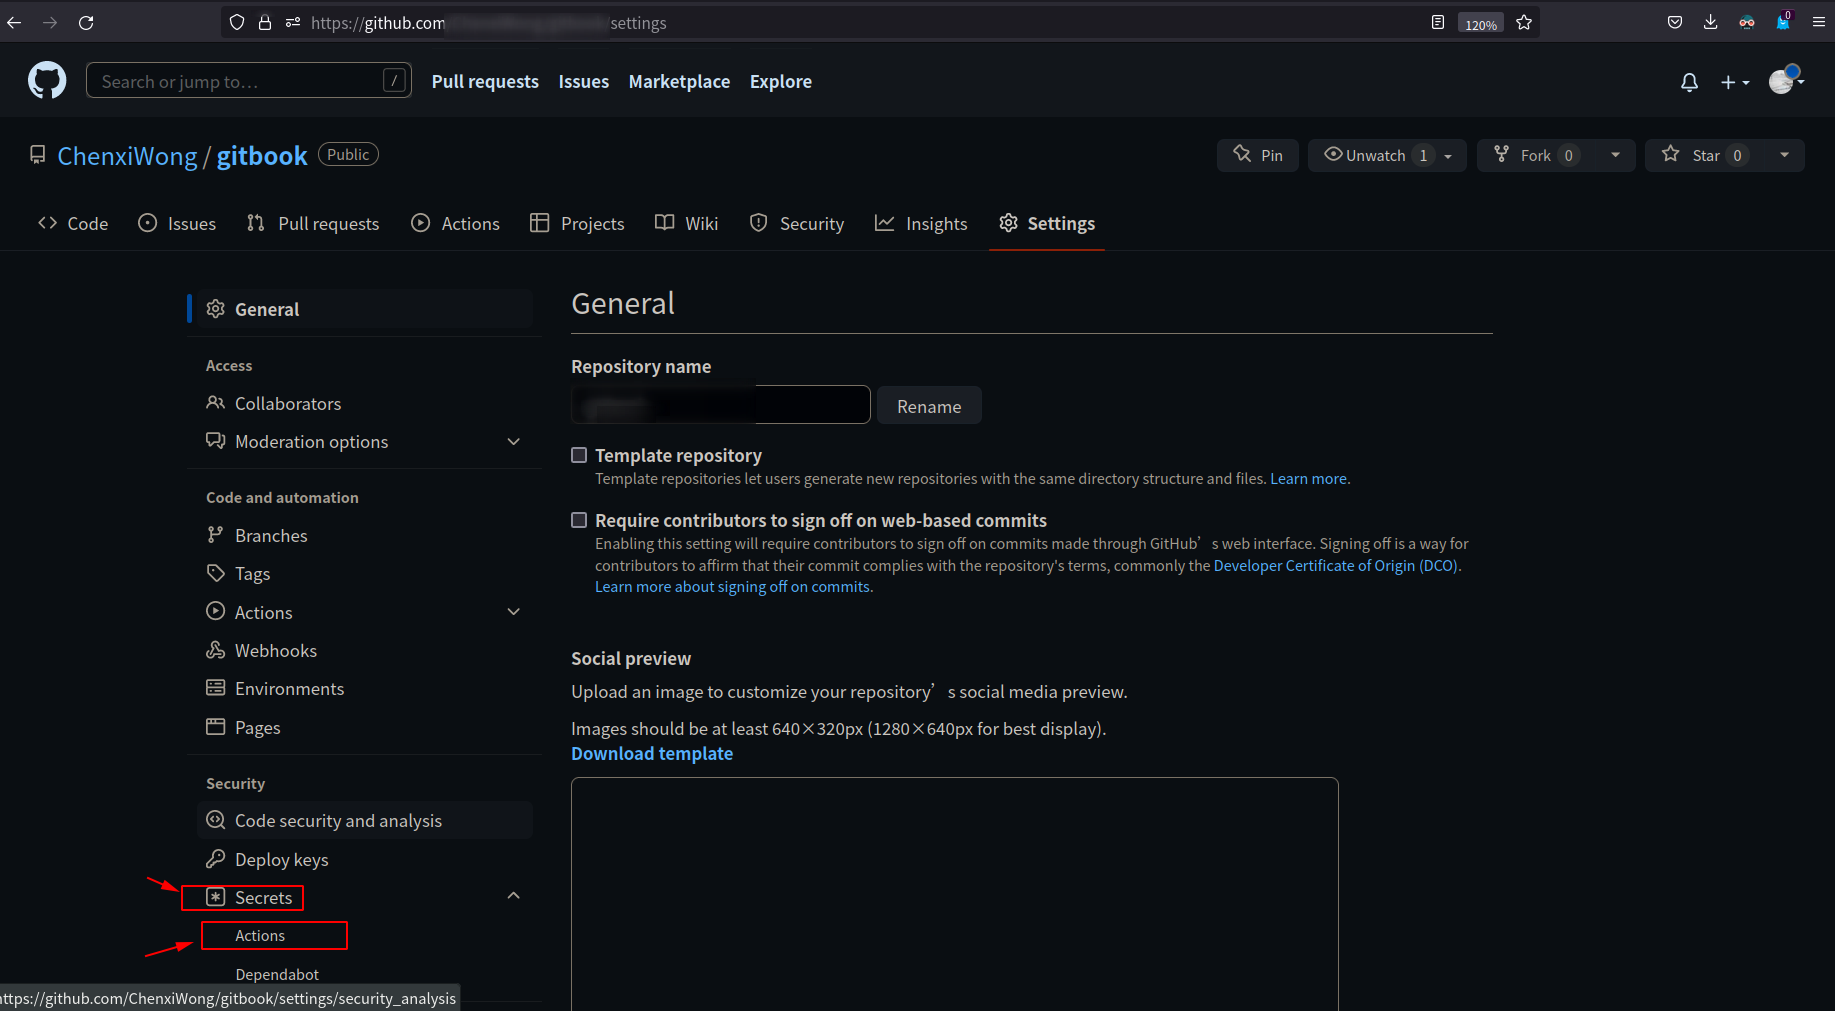 https://github.com/ /settings
120%
0
Search or jump to…
/
Pull requests Issues Marketplace Explore
ChenxiWong / gitbook Public
Pin
Unwatch 1
Fork 0
Star 0
Code Issues Pull requests Actions Projects Wiki Security Insights Settings
General
Access
Collaborators
Moderation options
Code and automation
Branches
Tags
Actions
Webhooks
Environments
Pages
Security
Code security and analysis
Deploy keys
Secrets
Actions
Dependabot
General
Repository name
Rename
Template repository
Template repositories let users generate new repositories with the same directory structure and files. Learn more.
Require contributors to sign off on web-based commits
Enabling this setting will require contributors to sign off on commits made through GitHub’s web interface. Signing off is a way for
contributors to affirm that their commit complies with the repository's terms, commonly the Developer Certificate of Origin (DCO).
Learn more about signing off on commits.
Social preview
Upload an image to customize your repository’s social media preview.
Images should be at least 640×320px (1280×640px for best display).
Download template
https://github.com/ChenxiWong/gitbook/settings/security_analysis